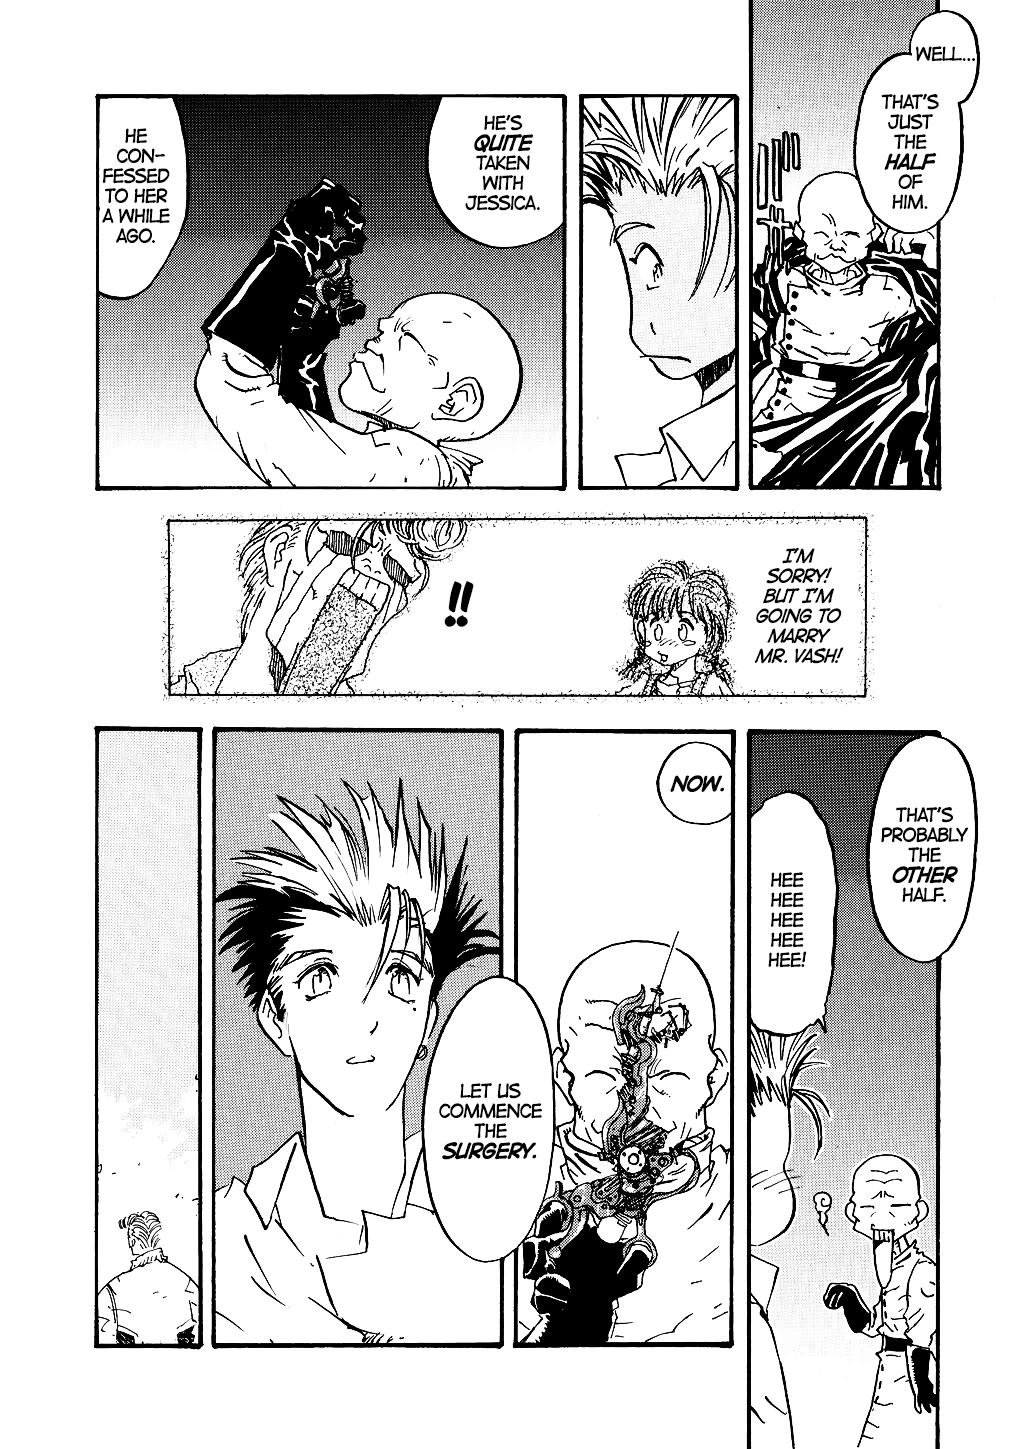 WELL...
THAT'S
JUST
THE
HALF
OF
HIM.
HE'S
QUITE
TAKEN
WITH
JESSICA.
HE
CON-
FESSED
TO HER
A WHILE
AGO.
I'M
SORRY!
BUT I'M
GOING TO
MARRY
MR. VASH!
!!
THAT'S
PROBABLY
THE
OTHER
HALF.
HEE
HEE
HEE
HEE
HEE!
NOW.
LET US
COMMENCE
THE
SURGERY.